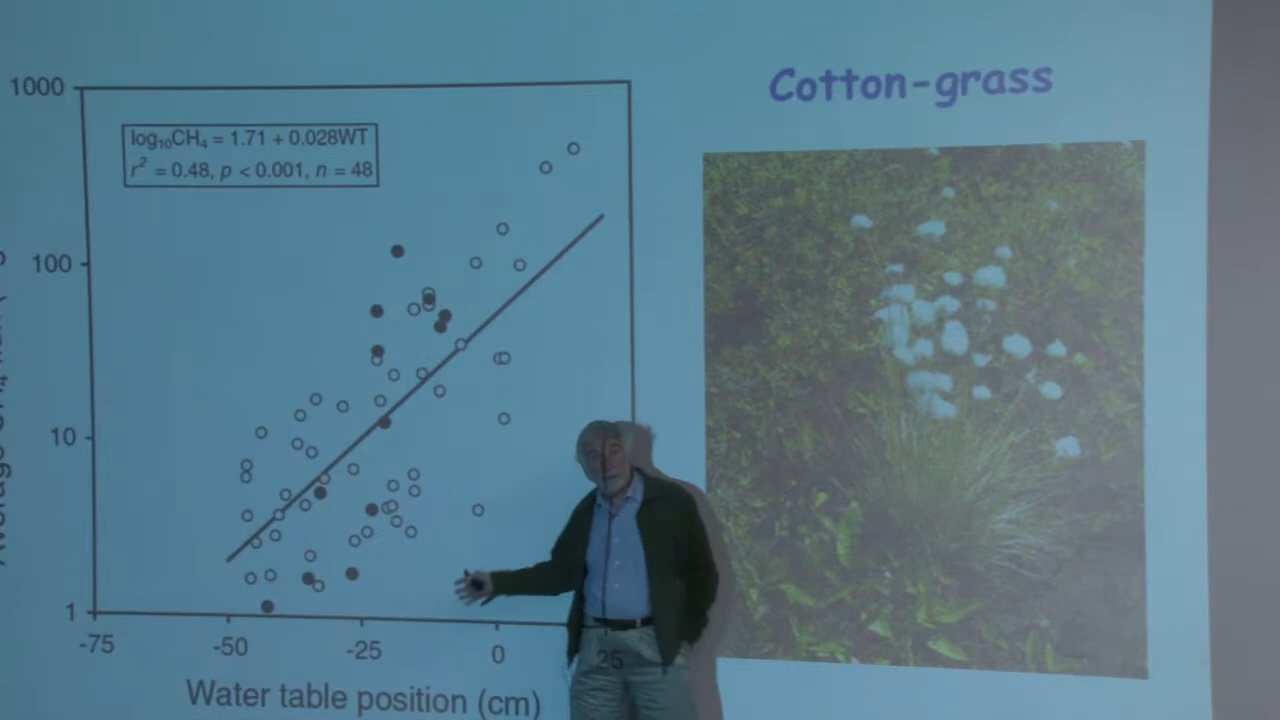 Cotton-grass
1000
100
10
1
log₁₀CH₄ = 1.71 + 0.028WT
r² = 0.48, p < 0.001, n = 48
-75 -50 -25 0 25
Water table position (cm)